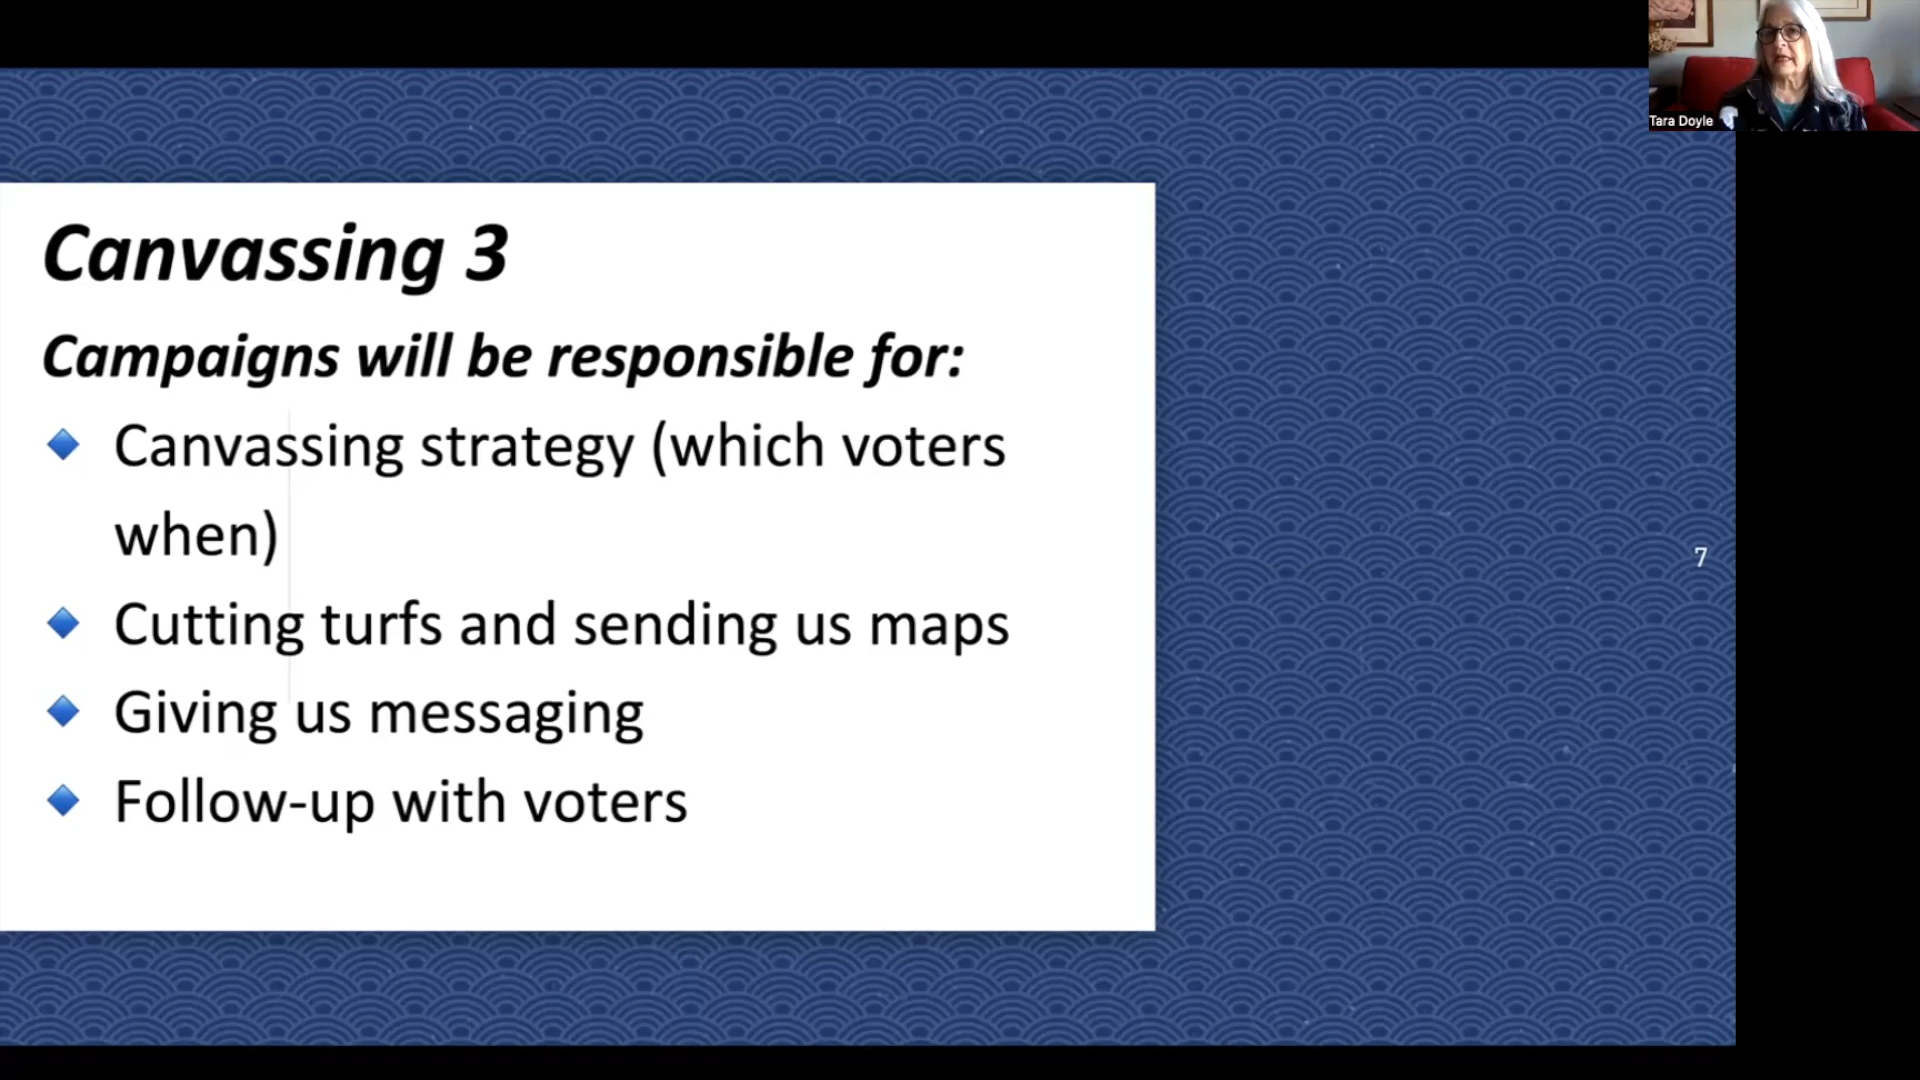 Tara Doyle
Canvassing 3
Campaigns will be responsible for:
Canvassing strategy (which voters
when)
Cutting turfs and sending us maps
Giving us messaging
Follow-up with voters
7